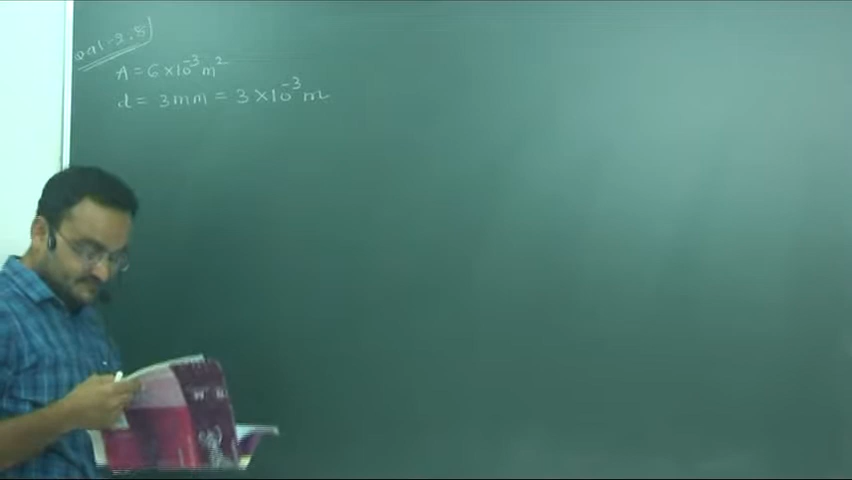 2.8
A = 6×10⁻³ m²
d = 3mm = 3×10⁻³ m